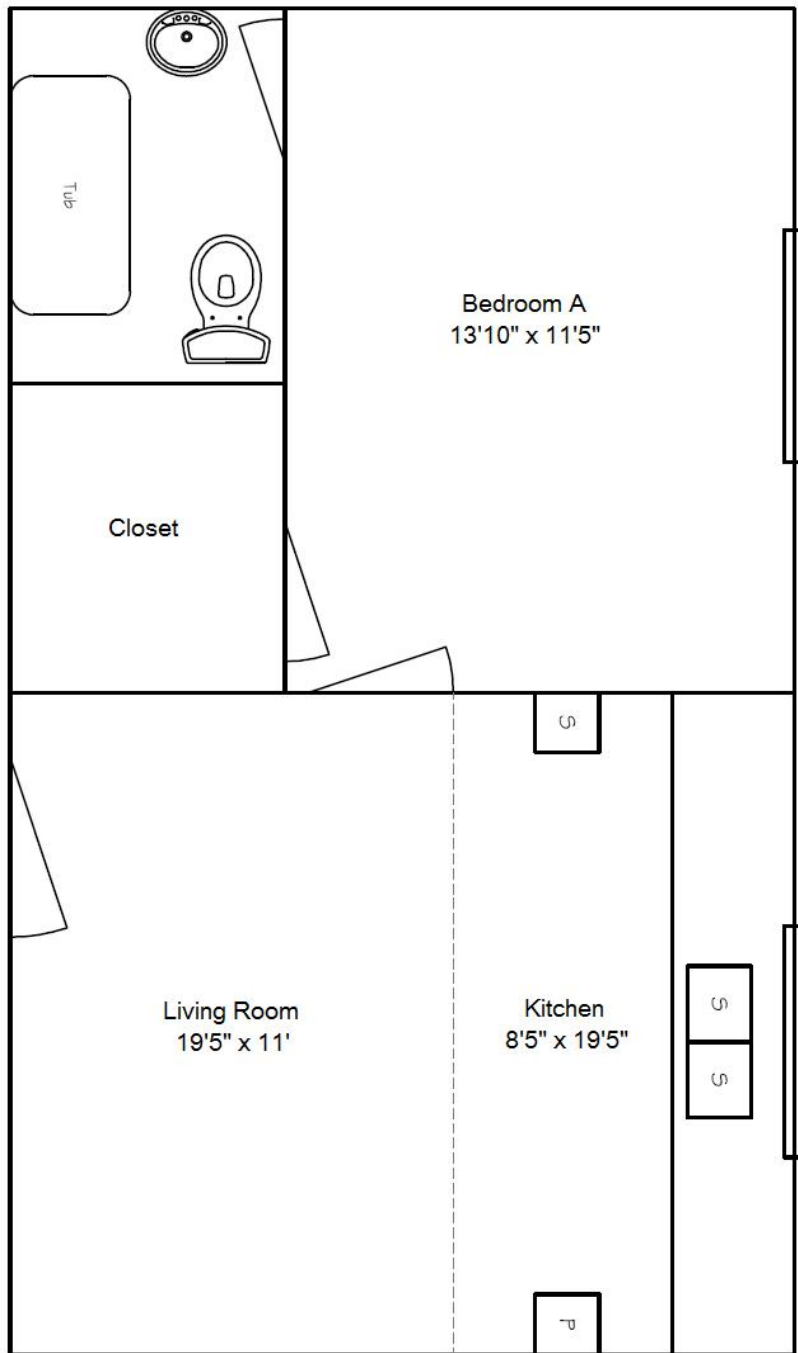 Tub
Bedroom A
13'10" x 11'5"
Closet
S
Living Room
19'5" x 11'
Kitchen
8'5" x 19'5"
S
S
P